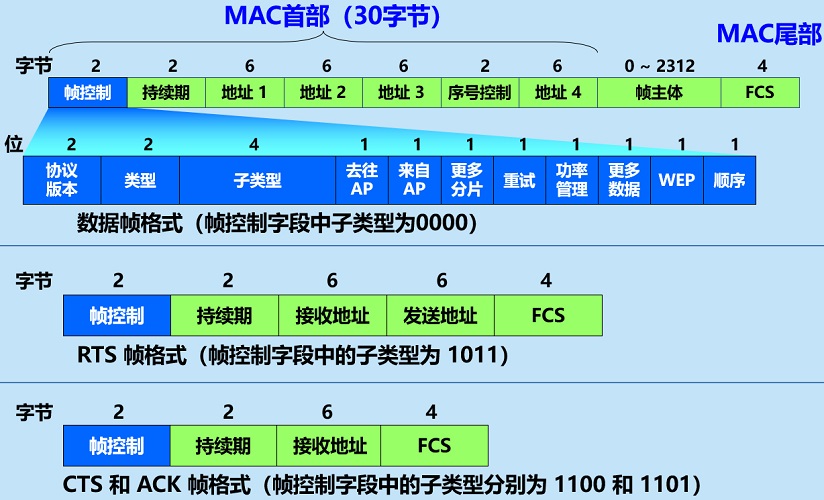 MAC首部（30字节）
MAC尾部
字节 2 2 6 6 6 2 6 0 ~ 2312 4
帧控制 持续期 地址 1 地址 2 地址 3 序号控制 地址 4 帧主体 FCS
位 2 2 4 1 1 1 1 1 1 1 1
协议版本 类型 子类型 去往AP 来自AP 更多分片 重试 功率管理 更多数据 WEP 顺序
数据帧格式（帧控制字段中子类型为0000）
字节 2 2 6 6 4
帧控制 持续期 接收地址 发送地址 FCS
RTS 帧格式（帧控制字段中的子类型为 1011）
字节 2 2 6 4
帧控制 持续期 接收地址 FCS
CTS 和 ACK 帧格式（帧控制字段中的子类型分别为 1100 和 1101）